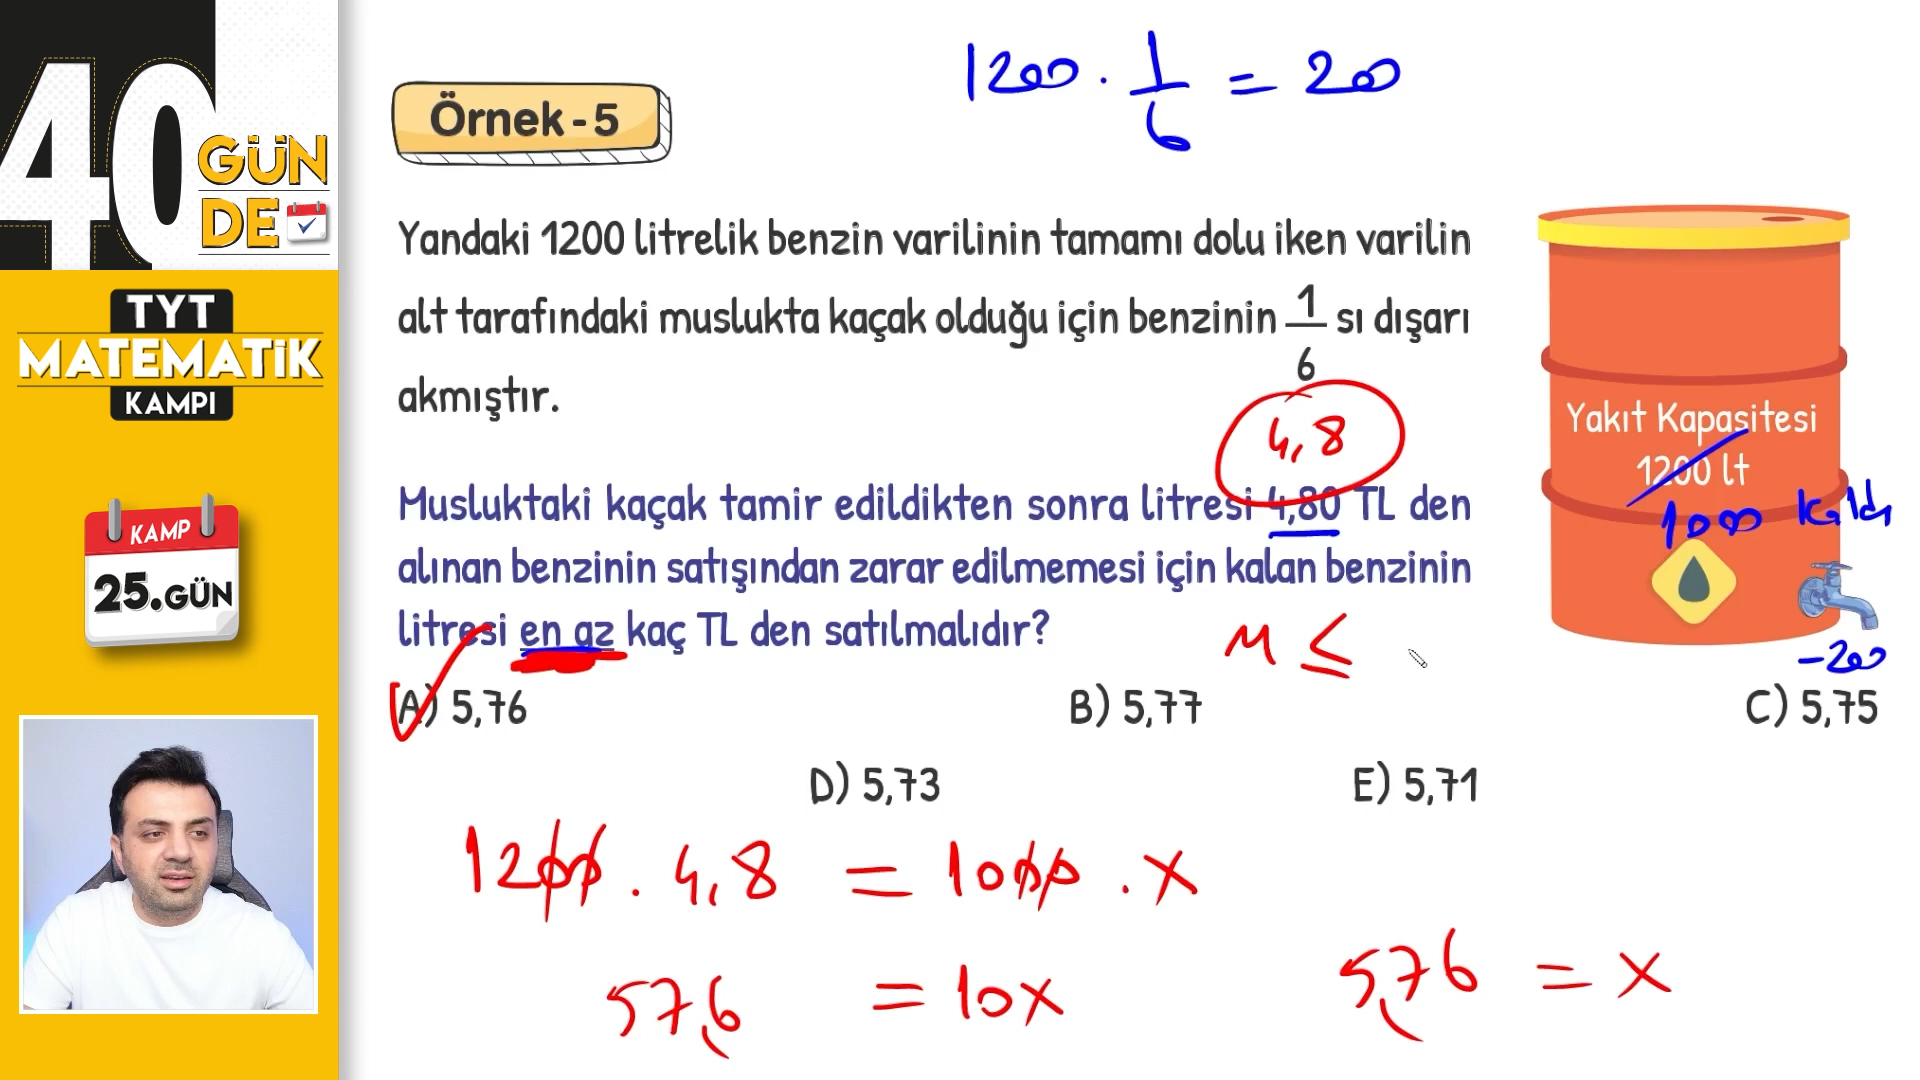 40
GÜN
DE
TYT
MATEMATİK
KAMPI
KAMP
25.GÜN
1200 · 1/6 = 200
Örnek - 5
Yandaki 1200 litrelik benzin varilinin tamamı dolu iken varilin
alt tarafındaki muslukta kaçak olduğu için benzinin 1/6 sı dışarı
akmıştır.
4,8
Musluktaki kaçak tamir edildikten sonra litresi 4,80 TL den
alınan benzinin satışından zarar edilmemesi için kalan benzinin
litresi en az kaç TL den satılmalıdır?
M ≤
Yakıt Kapasitesi
1200 lt
1000 kaldı
-200
A) 5,76
B) 5,77
C) 5,75
D) 5,73
E) 5,71
1200 . 4,8 = 1000 . x
57,6 = 10x
5,76 = x